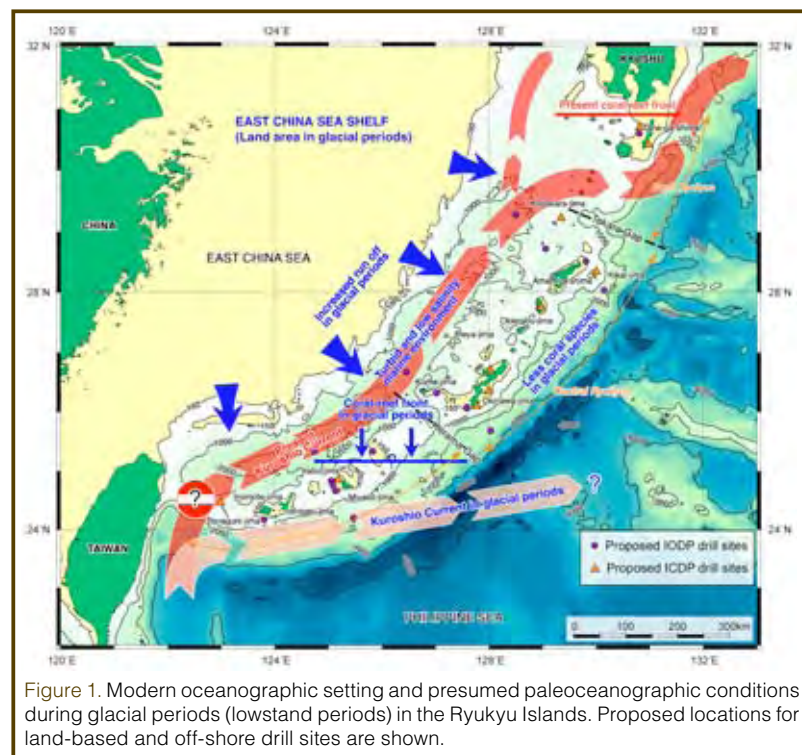 120˚E
124˚E
128˚E
132˚E
32˚N
32˚N
KYUSHU
Present coral-reef front
EAST CHINA SEA SHELF
(Land area in glacial periods)
CHINA
EAST CHINA SEA
28˚N
28˚N
Increased run off
in glacial periods
Turbid and low salinity
marine environment
Less coral species
in glacial periods
Coral-reef front
in glacial periods
Kuroshio Current
?
Kuroshio Current in glacial periods
?
24˚N
24˚N
TAIWAN
PHILIPPINE SEA
Proposed IODP drill sites
Proposed ICDP drill sites
0 100 200 300km
120˚E
124˚E
128˚E
132˚E
Figure 1. Modern oceanographic setting and presumed paleoceanographic conditions
during glacial periods (lowstand periods) in the Ryukyu Islands. Proposed locations for
land-based and off-shore drill sites are shown.